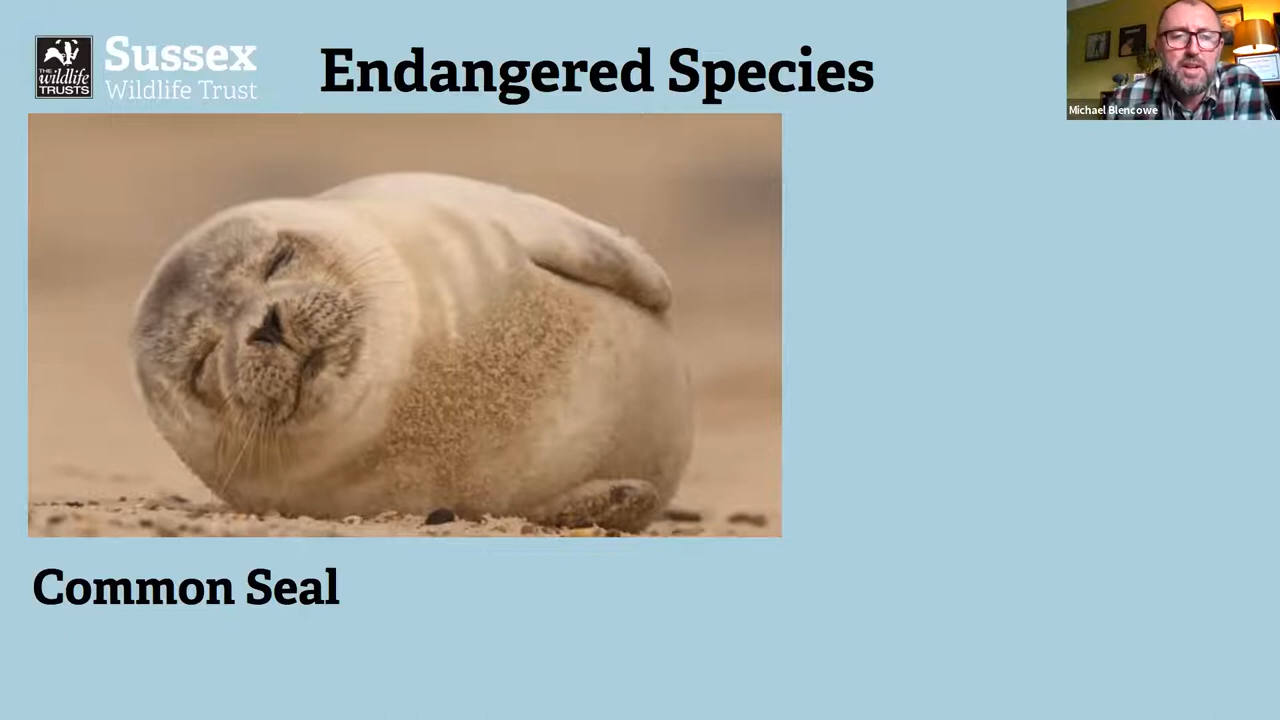 THE
wildlife
TRUSTS
Sussex
Wildlife Trust
Endangered Species
Michael Blencowe
Common Seal